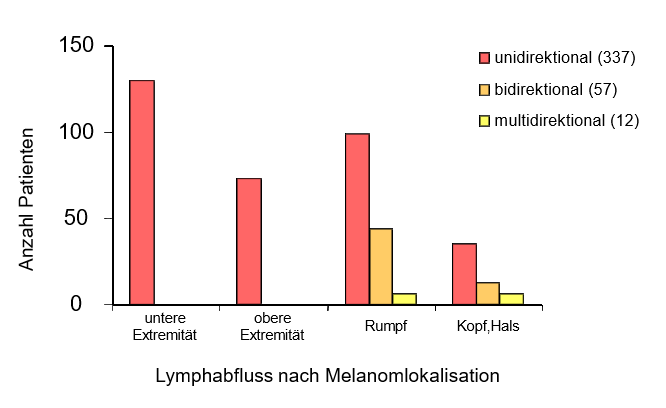 150
100
50
0
Anzahl Patienten
unidirektional (337)
bidirektional (57)
multidirektional (12)
untere
Extremität
obere
Extremität
Rumpf
Kopf,Hals
Lymphabfluss nach Melanomlokalisation